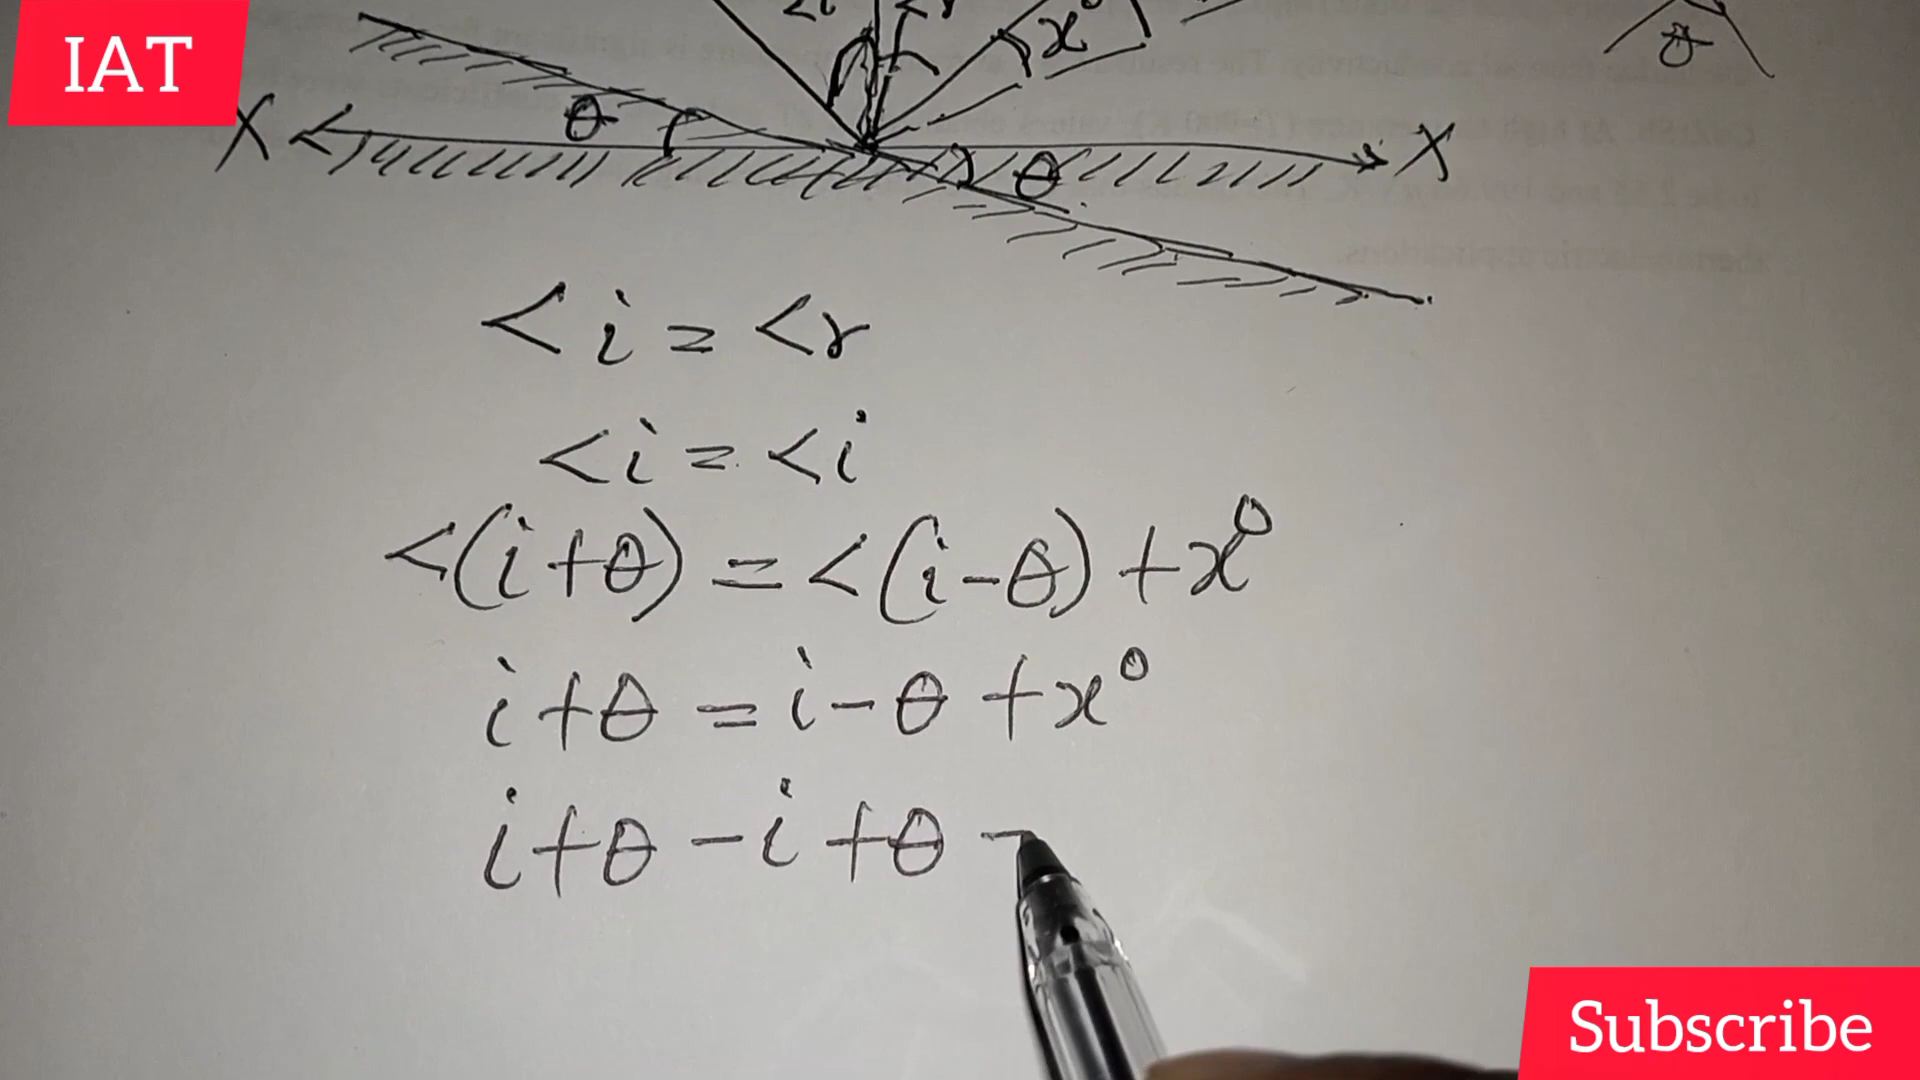 IAT
<i <r x° θ
X θ X
θ
<i = <r
<i = <i
<(i+θ) = <(i-θ) + x°
i+θ = i-θ + x°
i+θ -i +θ
Subscribe